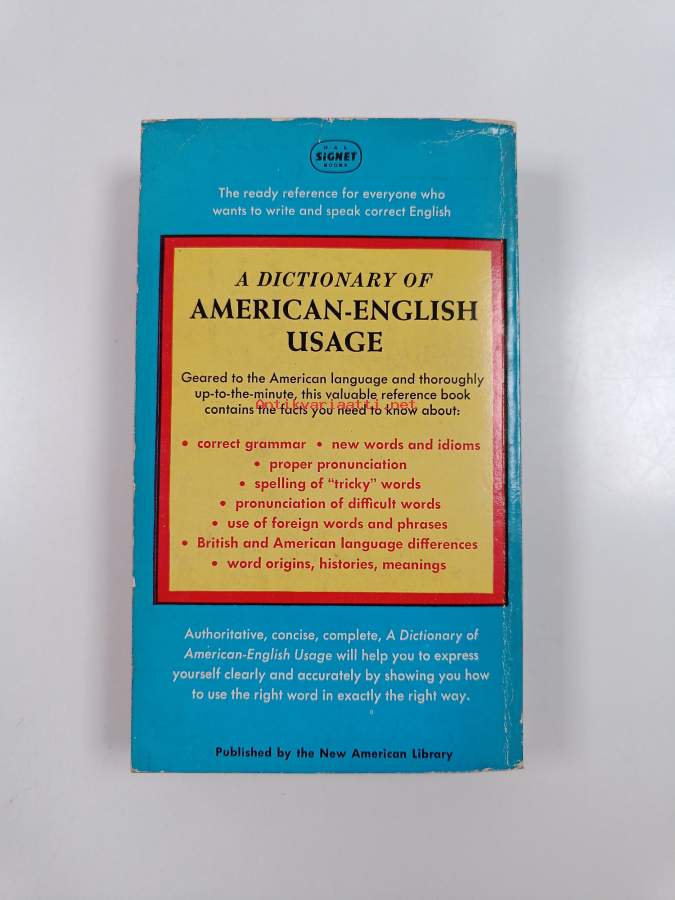 NAL
SIGNET
BOOKS
The ready reference for everyone who
wants to write and speak correct English
A DICTIONARY OF
AMERICAN-ENGLISH
USAGE
Geared to the American language and thoroughly
up-to-the-minute, this valuable reference book
contains the facts you need to know about:
Antikvariaatti.net
• correct grammar • new words and idioms
• proper pronunciation
• spelling of “tricky” words
• pronunciation of difficult words
• use of foreign words and phrases
• British and American language differences
• word origins, histories, meanings
Authoritative, concise, complete, A Dictionary of
American-English Usage will help you to express
yourself clearly and accurately by showing you how
to use the right word in exactly the right way.
Published by the New American Library